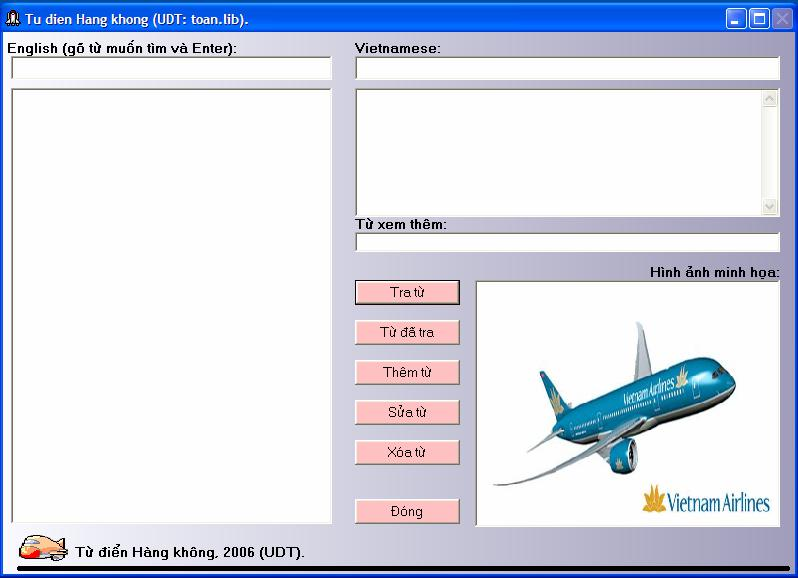 Tu dien Hang khong (UDT: toan.lib).
English (gõ từ muốn tìm và Enter):
Vietnamese:
Từ xem thêm:
Hình ảnh minh họa:
Tra từ
Từ đã tra
Thêm từ
Sửa từ
Xóa từ
Đóng
Vietnam Airlines
Vietnam Airlines
Từ điển Hàng không, 2006 (UDT).